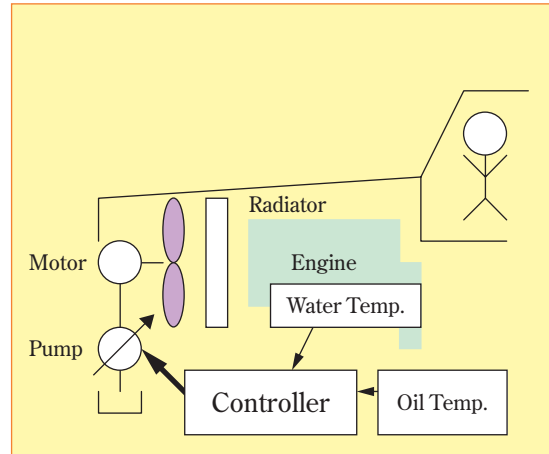 Radiator
Motor
Engine
Water Temp.
Pump
Controller
Oil Temp.